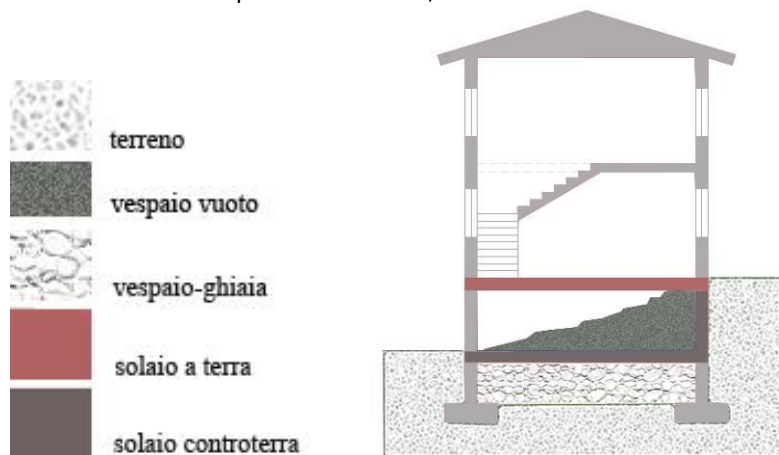 terreno
vespaio vuoto
vespaio-ghiaia
solaio a terra
solaio controterra